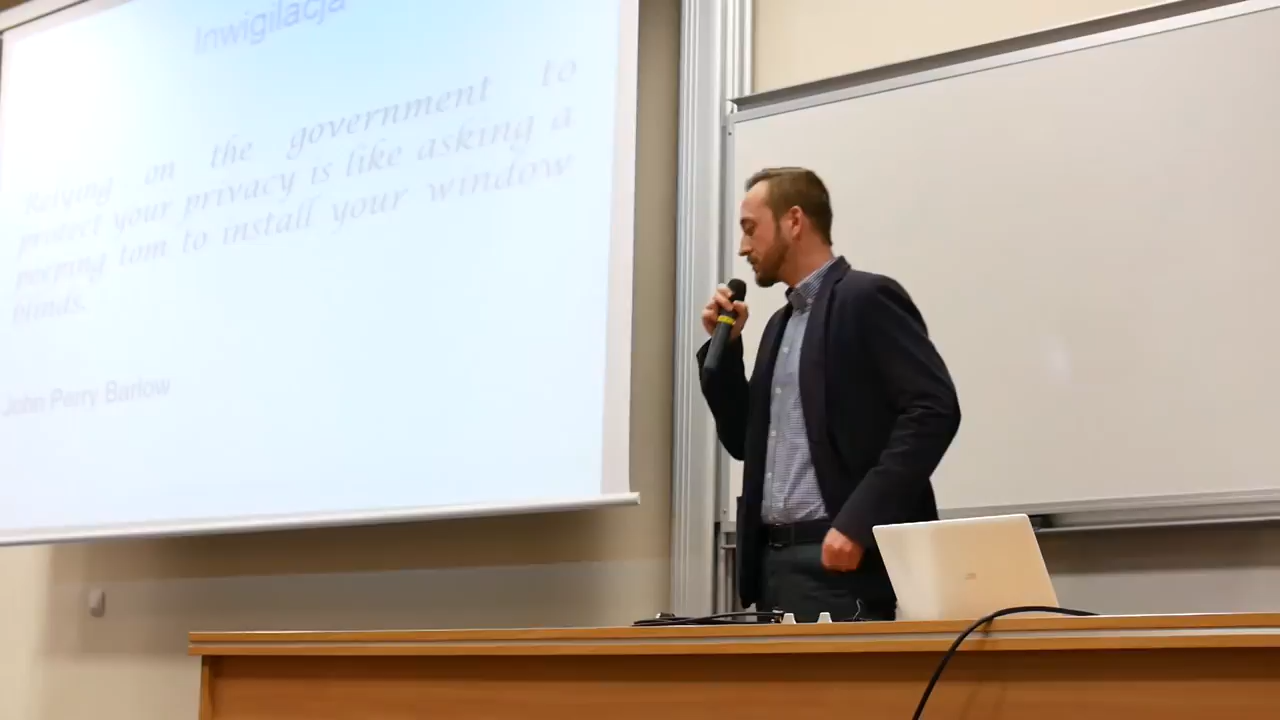 Inwigilacja
"Relying on the government to
protect your privacy is like asking a
peeping tom to install your window
blinds.
John Perry Barlow